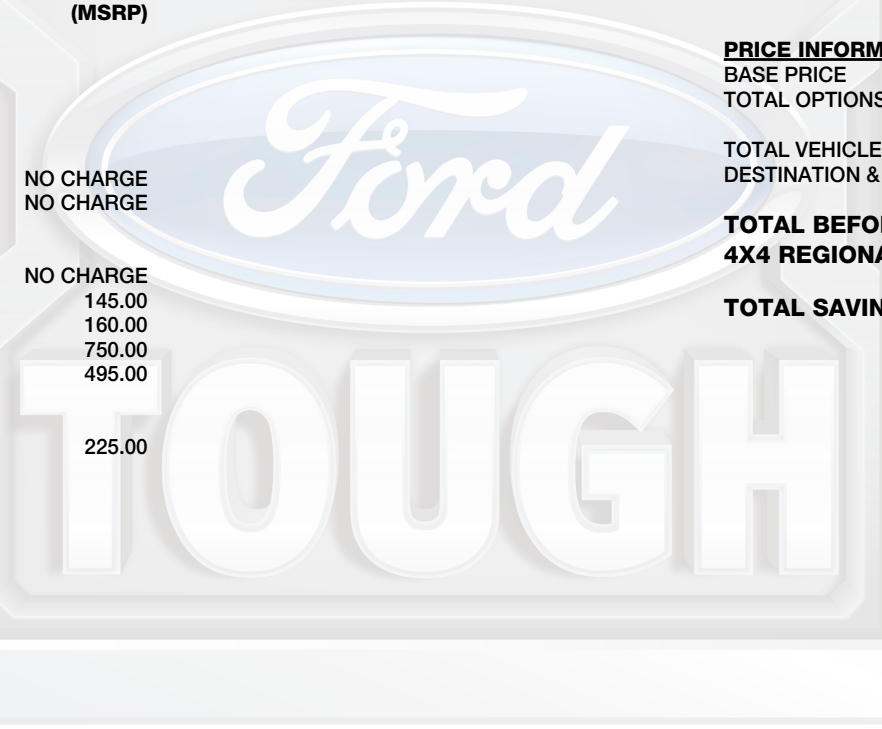 (MSRP)
NO CHARGE
NO CHARGE
NO CHARGE
145.00
160.00
750.00
495.00
225.00
PRICE INFORM
BASE PRICE
TOTAL OPTIONS
TOTAL VEHICLE
DESTINATION &
TOTAL BEFO
4X4 REGIONA
TOTAL SAVIN
Ford
TOUGH